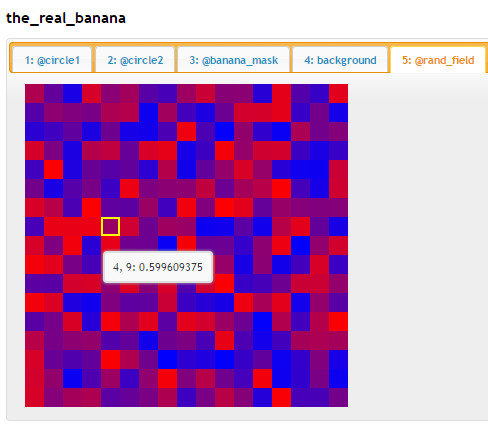 the_real_banana
1: @circle1 2: @circle2 3: @banana_mask 4: background 5: @rand_field
4, 9: 0.599609375